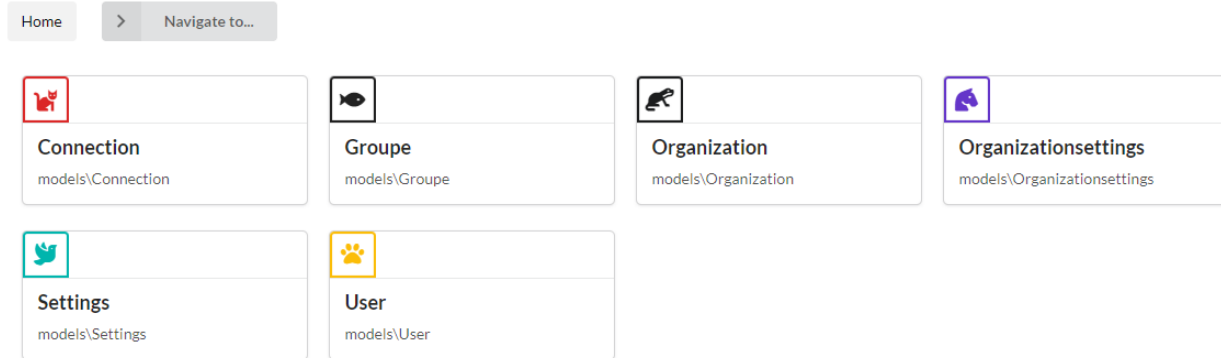 Home
Navigate to...
Connection
models\Connection
Groupe
models\Groupe
Organization
models\Organization
Organizationsettings
models\Organizationsettings
Settings
models\Settings
User
models\User